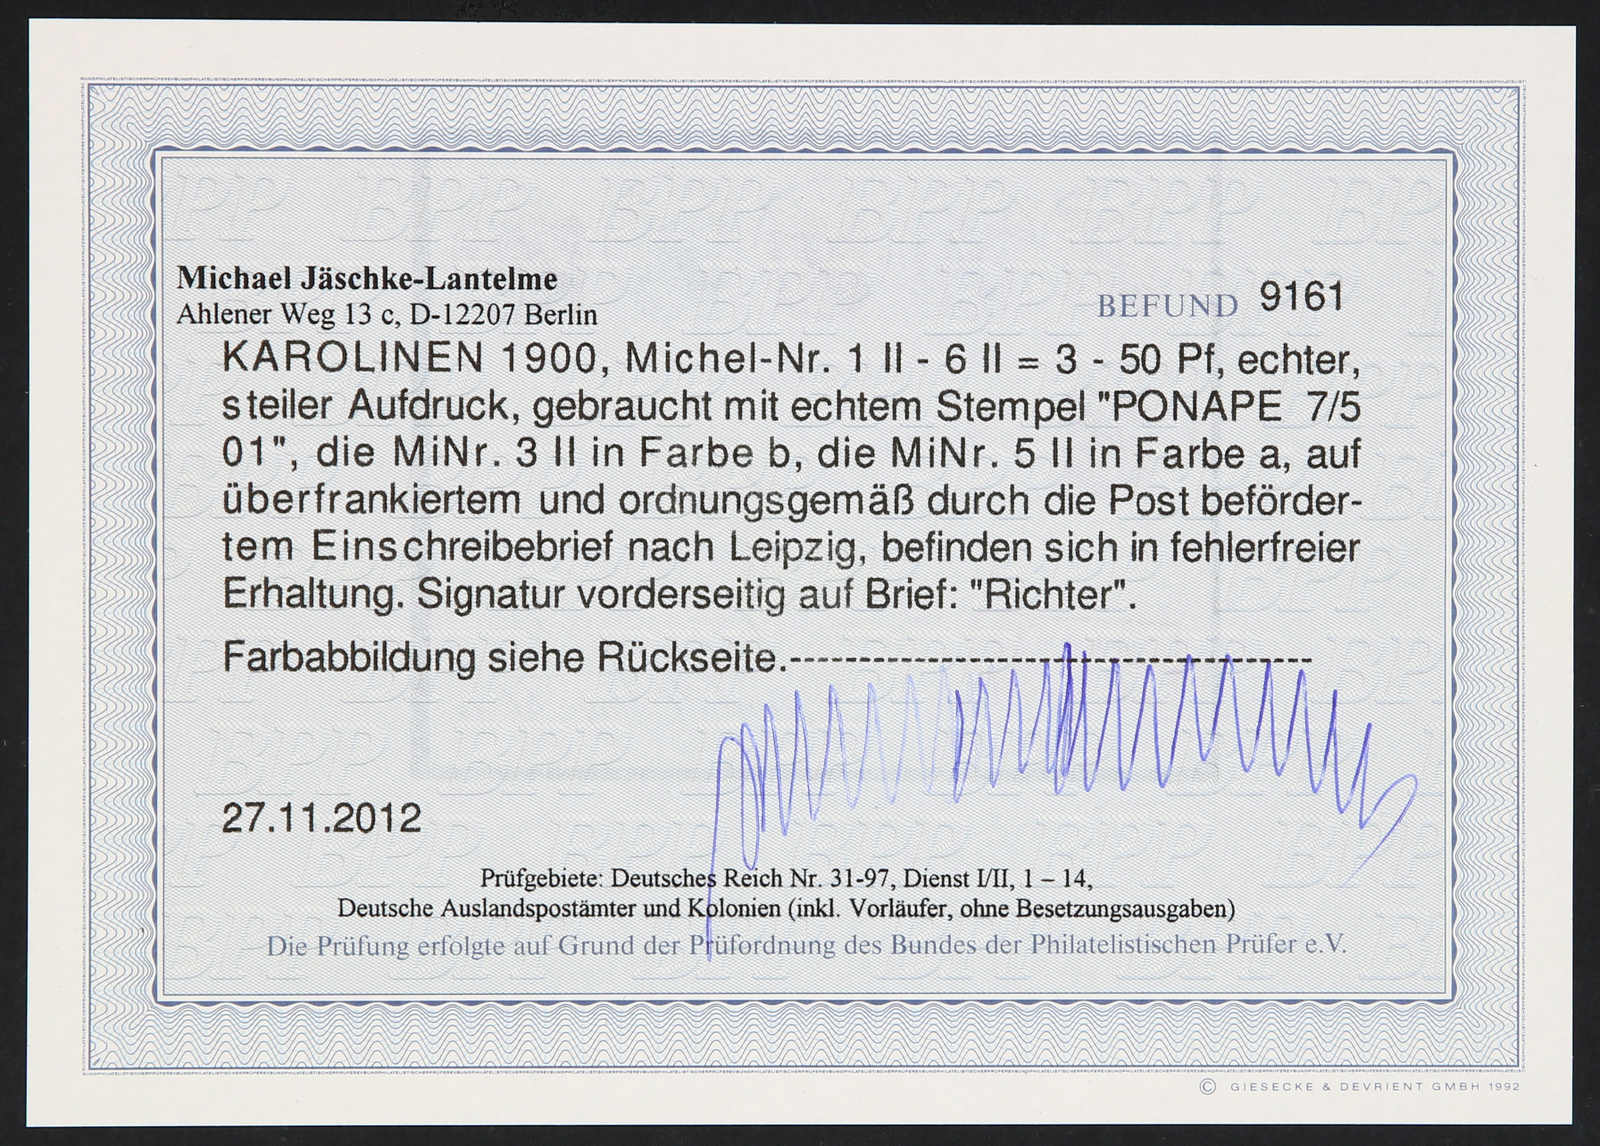 Michael Jäschke-Lantelme
Ahlener Weg 13 c, D-12207 Berlin
BEFUND 9161
KAROLINEN 1900, Michel-Nr. 1 II - 6 II = 3 - 50 Pf, echter,
steiler Aufdruck, gebraucht mit echtem Stempel "PONAPE 7/5
01", die MiNr. 3 II in Farbe b, die MiNr. 5 II in Farbe a, auf
überfrankiertem und ordnungsgemäß durch die Post beförder-
tem Einschreibebrief nach Leipzig, befinden sich in fehlerfreier
Erhaltung. Signatur vorderseitig auf Brief: "Richter".
Farbabbildung siehe Rückseite.--------------------------------------
27.11.2012
Prüfgebiete: Deutsches Reich Nr. 31-97, Dienst I/II, 1 – 14,
Deutsche Auslandspostämter und Kolonien (inkl. Vorläufer, ohne Besetzungsausgaben)
Die Prüfung erfolgte auf Grund der Prüfordnung des Bundes der Philatelistischen Prüfer e.V.
© GIESECKE & DEVRIENT GMBH 1992